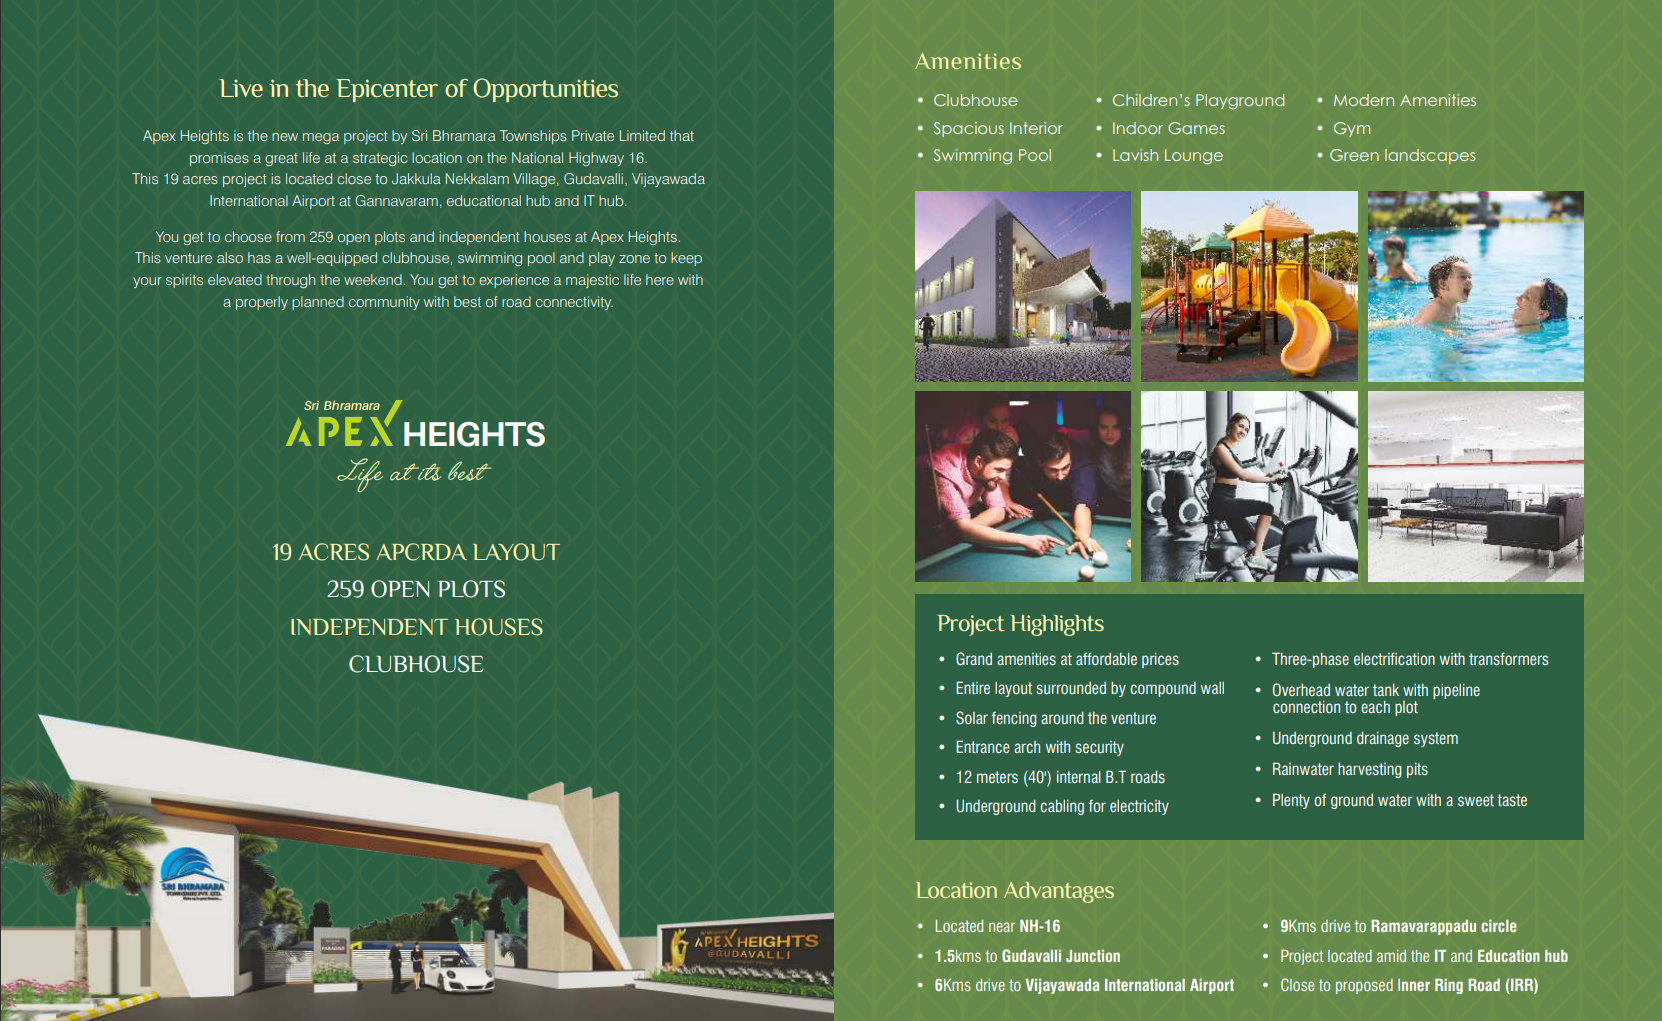 Live in the Epicenter of Opportunities
Apex Heights is the new mega project by Sri Bhramara Townships Private Limited that
promises a great life at a strategic location on the National Highway 16.
This 19 acres project is located close to Jakkula Nekkalam Village, Gudavalli, Vijayawada
International Airport at Gannavaram, educational hub and IT hub.
You get to choose from 259 open plots and independent houses at Apex Heights.
This venture also has a well-equipped clubhouse, swimming pool and play zone to keep
your spirits elevated through the weekend. You get to experience a majestic life here with
a properly planned community with best of road connectivity.
Sri Bhramara
APEX HEIGHTS
Life at its best
19 ACRES APCRDA LAYOUT
259 OPEN PLOTS
INDEPENDENT HOUSES
CLUBHOUSE
SRI BHRAMARA
TOWNSHIPS PVT. LTD.
APEX HEIGHTS
@GUDAVALLI
Amenities
• Clubhouse
• Spacious Interior
• Swimming Pool
• Children's Playground
• Indoor Games
• Lavish Lounge
• Modern Amenities
• Gym
• Green landscapes
Project Highlights
• Grand amenities at affordable prices
• Entire layout surrounded by compound wall
• Solar fencing around the venture
• Entrance arch with security
• 12 meters (40') internal B.T roads
• Underground cabling for electricity
• Three-phase electrification with transformers
• Overhead water tank with pipeline
connection to each plot
• Underground drainage system
• Rainwater harvesting pits
• Plenty of ground water with a sweet taste
Location Advantages
• Located near NH-16
• 1.5kms to Gudavalli Junction
• 6Kms drive to Vijayawada International Airport
• 9Kms drive to Ramavarappadu circle
• Project located amid the IT and Education hub
• Close to proposed Inner Ring Road (IRR)